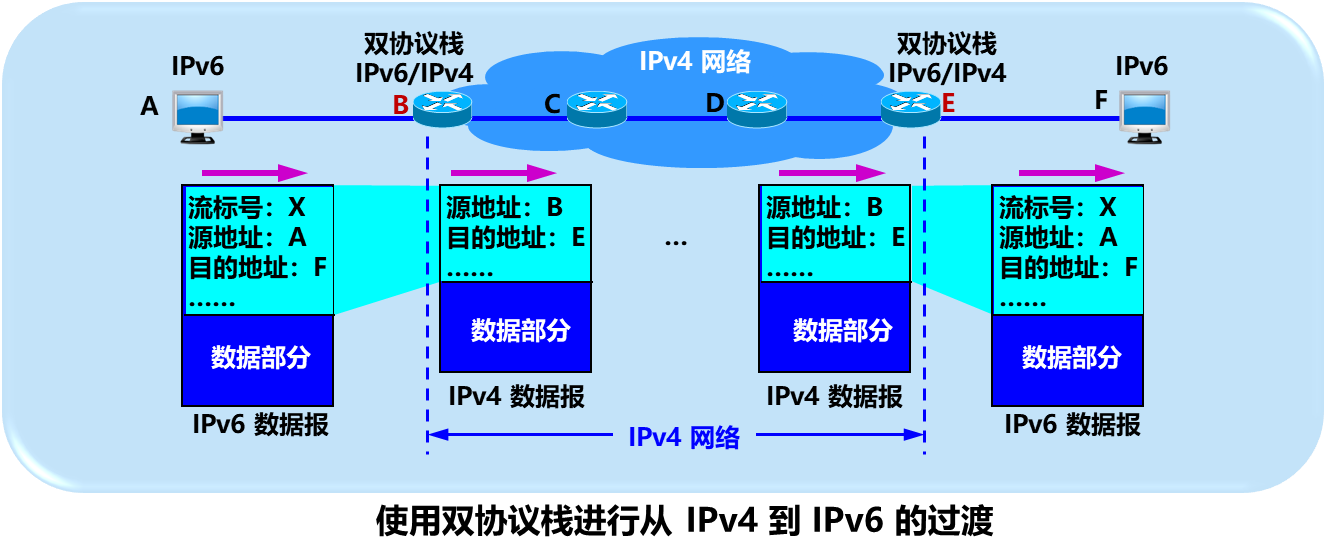 双协议栈
IPv6/IPv4
IPv4 网络
双协议栈
IPv6/IPv4
IPv6
IPv6
A
B
C
D
E
F
流标号：X
源地址：A
目的地址：F
……
数据部分
IPv6 数据报
源地址：B
目的地址：E
……
数据部分
IPv4 数据报
…
源地址：B
目的地址：E
……
数据部分
IPv4 数据报
流标号：X
源地址：A
目的地址：F
……
数据部分
IPv6 数据报
IPv4 网络
使用双协议栈进行从 IPv4 到 IPv6 的过渡